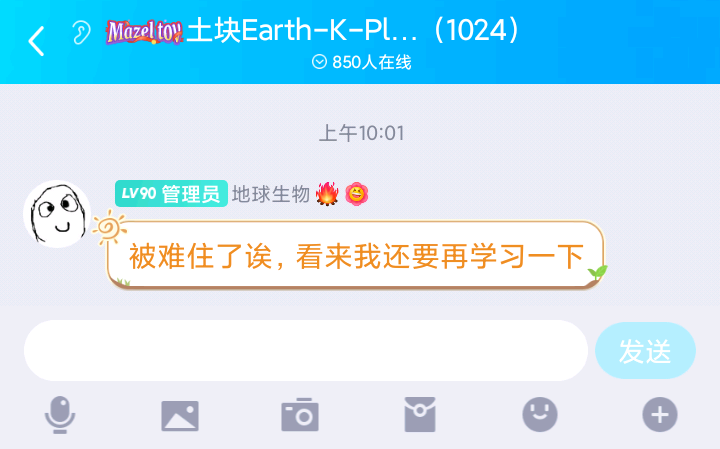 Mazel tov 土块Earth-K-Pl...（1024）
850人在线
上午10:01
LV90 管理员 地球生物
被难住了诶，看来我还要再学习一下
发送